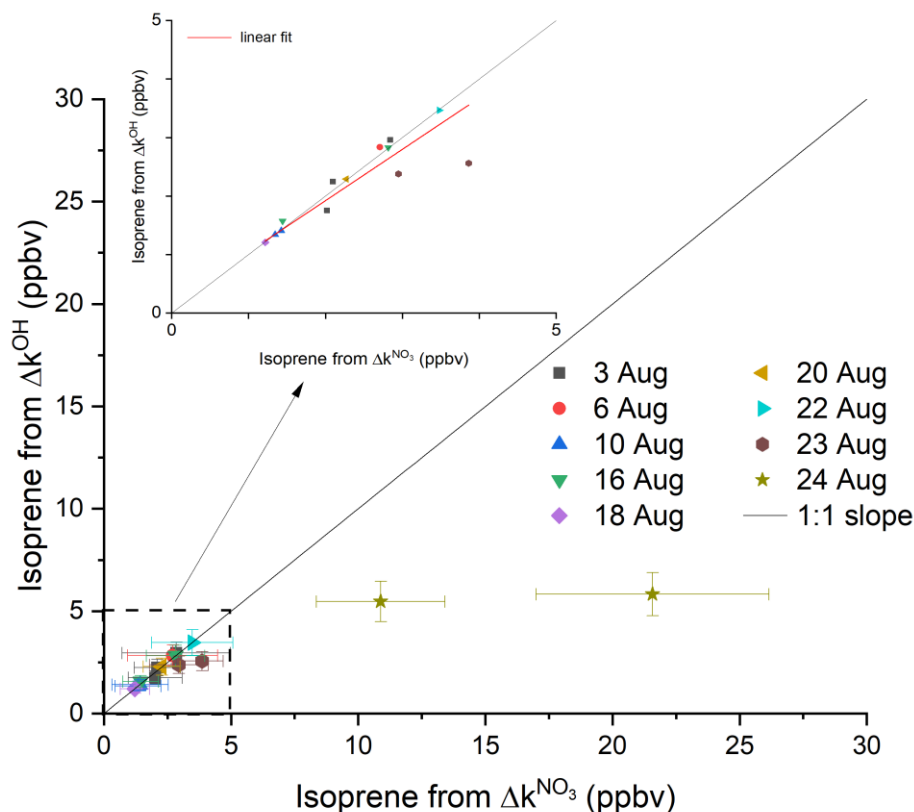 5
linear fit
Isoprene from Δk^OH (ppbv)
0
0
5
Isoprene from Δk^NO₃ (ppbv)
30
25
20
15
10
5
0
Isoprene from Δk^OH (ppbv)
3 Aug
6 Aug
10 Aug
16 Aug
18 Aug
20 Aug
22 Aug
23 Aug
24 Aug
1:1 slope
0 5 10 15 20 25 30
Isoprene from Δk^NO₃ (ppbv)